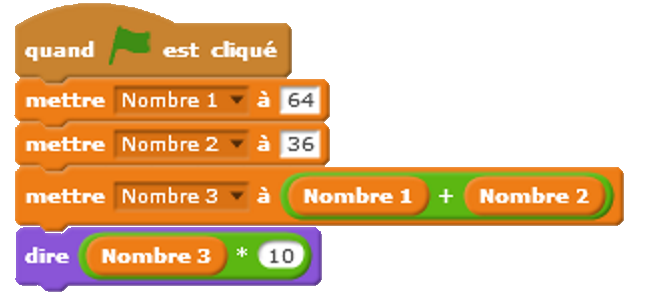 quand est cliqué
mettre Nombre 1 à 64
mettre Nombre 2 à 36
mettre Nombre 3 à Nombre 1 + Nombre 2
dire Nombre 3 * 10